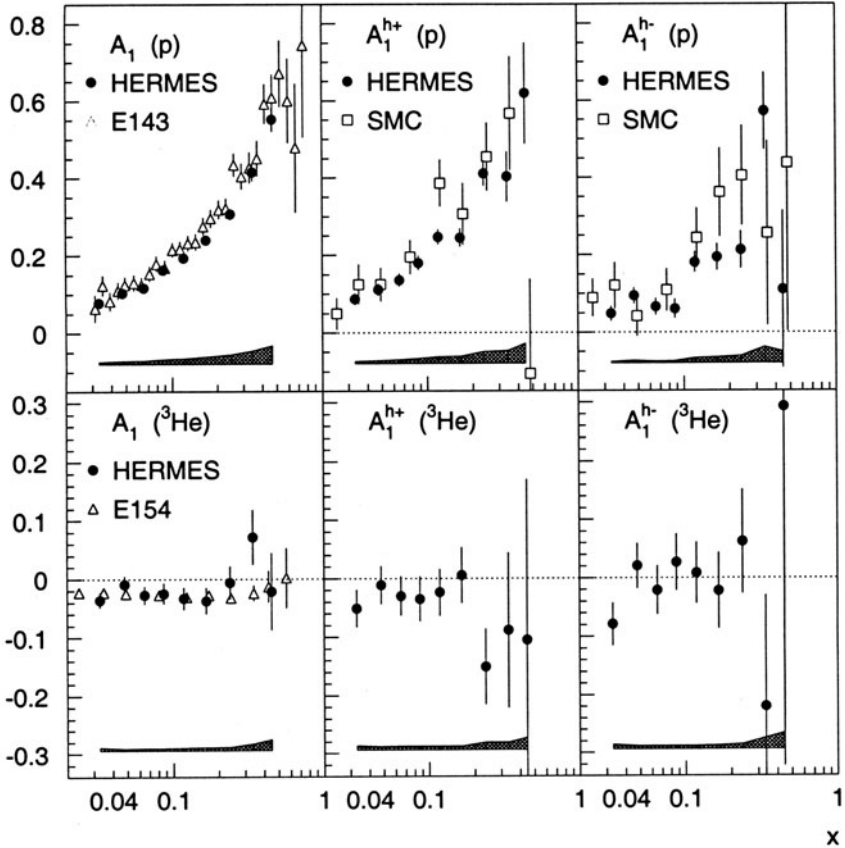 0.8
0.6
0.4
0.2
0
A₁ (p)
HERMES
E143
A₁ʰ⁺ (p)
HERMES
SMC
A₁ʰ⁻ (p)
HERMES
SMC
0.3
0.2
0.1
0
-0.1
-0.2
-0.3
A₁ (³He)
HERMES
E154
A₁ʰ⁺ (³He)
A₁ʰ⁻ (³He)
0.04 0.1 1 0.04 0.1 1 0.04 0.1 1
x